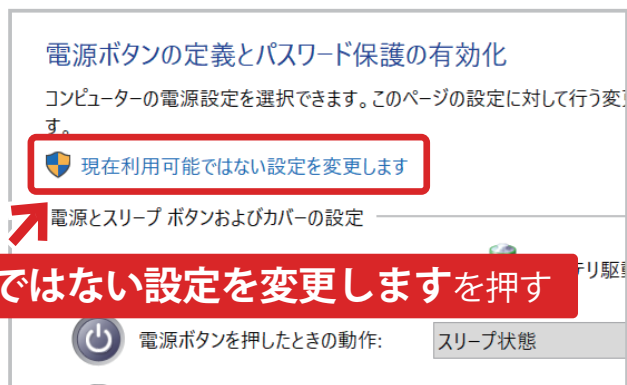 電源ボタンの定義とパスワード保護の有効化
コンピューターの電源設定を選択できます。このページの設定に対して行う変
す。
現在利用可能ではない設定を変更します
電源とスリープ ボタンおよびカバーの設定
テリ駆
ではない設定を変更しますを押す
電源ボタンを押したときの動作:
スリープ状態